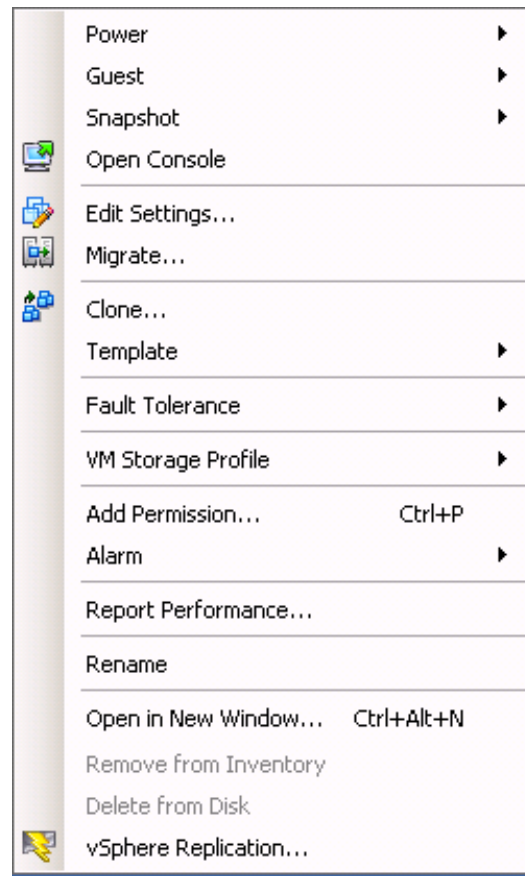 Power
Guest
Snapshot
Open Console
Edit Settings...
Migrate...
Clone...
Template
Fault Tolerance
VM Storage Profile
Add Permission... Ctrl+P
Alarm
Report Performance...
Rename
Open in New Window... Ctrl+Alt+N
Remove from Inventory
Delete from Disk
vSphere Replication...